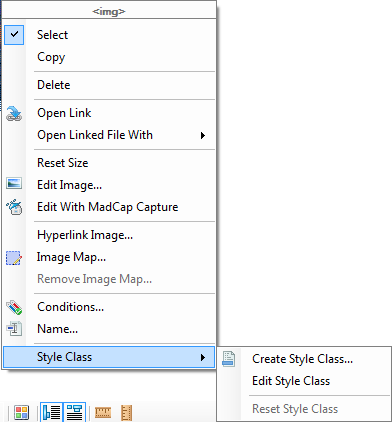 <img>
Select
Copy
Delete
Open Link
Open Linked File With
Reset Size
Edit Image...
Edit With MadCap Capture
Hyperlink Image...
Image Map...
Remove Image Map...
Conditions...
Name...
Style Class
Create Style Class...
Edit Style Class
Reset Style Class